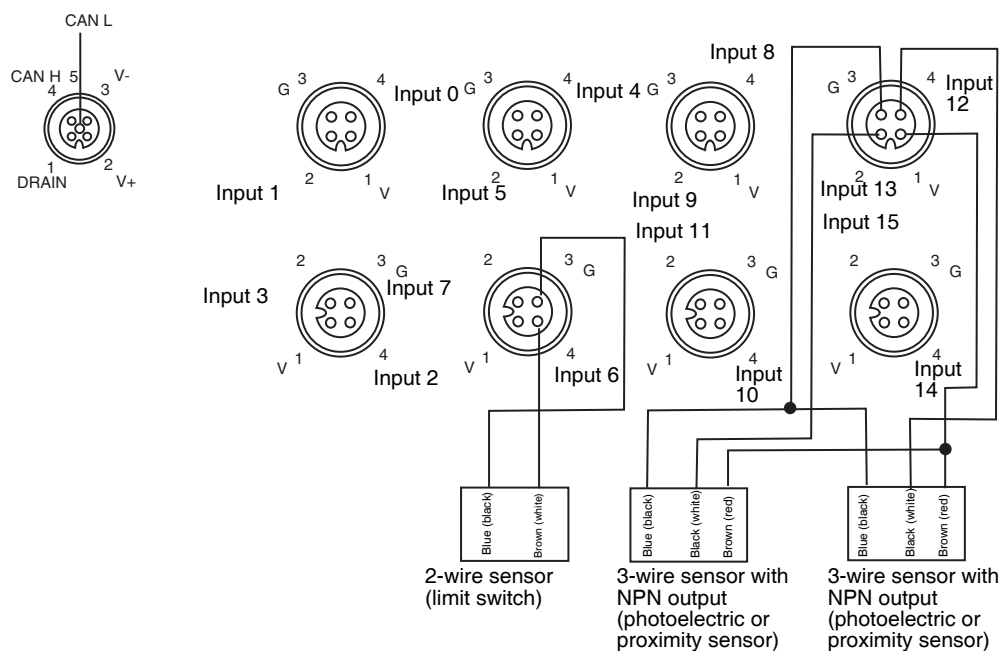 CAN L
CAN H 5 V-
4 3
1 2
DRAIN V+
Input 8
G 3 4 Input 0 G 3 4 Input 4 G 3 4 G 3 4 Input
12
2 1 V 2 1 V 2 1 V 2 1 V
Input 1 Input 5 Input 9 Input 13
Input 11 Input 15
2 3 G 2 3 G 2 3 G 2 3 G
Input 3 Input 7
V 1 4 V 1 4 V 1 4 V 1 4
Input 2 Input 6 Input
10 Input
14
Blue (black)
Brown (white)
Blue (black)
Black (white)
Brown (red)
Blue (black)
Black (white)
Brown (red)
2-wire sensor
(limit switch)
3-wire sensor with
NPN output
(photoelectric or
proximity sensor)
3-wire sensor with
NPN output
(photoelectric or
proximity sensor)